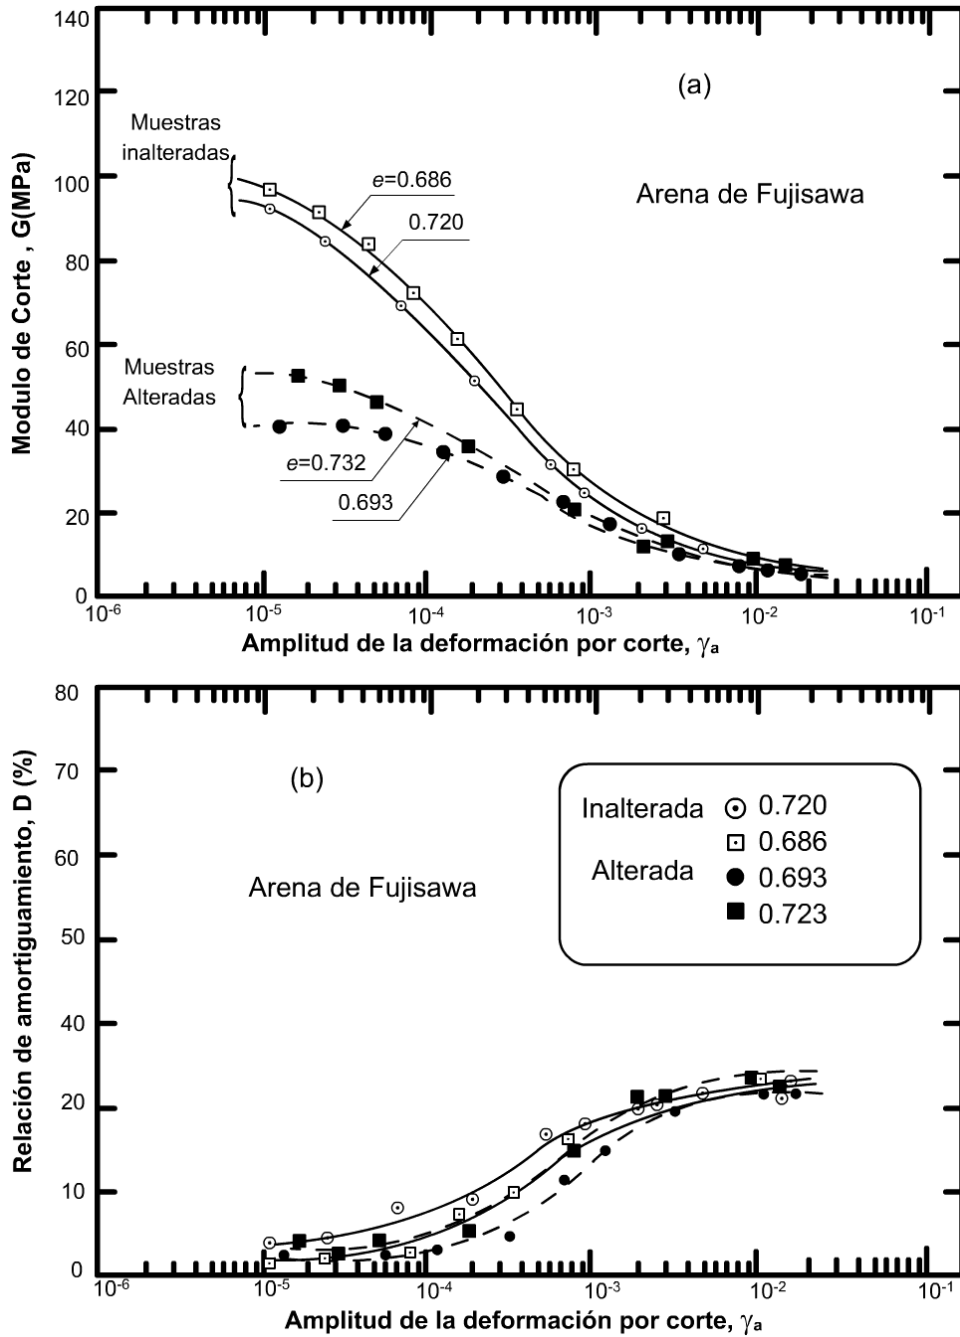 140
120
100
80
60
40
20
0
Modulo de Corte , G(MPa)
(a)
Muestras
inalteradas
e=0.686
0.720
Arena de Fujisawa
Muestras
Alteradas
e=0.732
0.693
10-6
10-5
10-4
10-3
10-2
10-1
Amplitud de la deformación por corte, γa
80
70
60
50
40
20
10
0
Relación de amortiguamiento, D (%)
(b)
Arena de Fujisawa
Inalterada 0.720
0.686
Alterada 0.693
0.723
10-6
10-5
10-4
10-3
10-2
10-1
Amplitud de la deformación por corte, γa